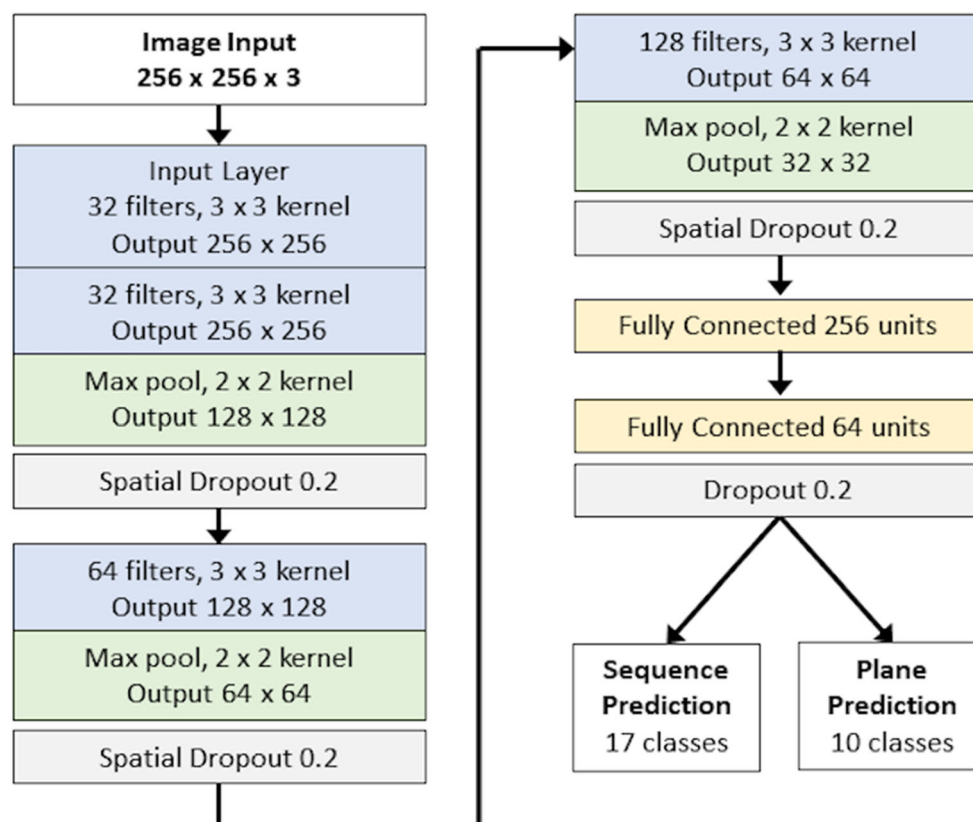 Image Input
256 x 256 x 3
Input Layer
32 filters, 3 x 3 kernel
Output 256 x 256
32 filters, 3 x 3 kernel
Output 256 x 256
Max pool, 2 x 2 kernel
Output 128 x 128
Spatial Dropout 0.2
64 filters, 3 x 3 kernel
Output 128 x 128
Max pool, 2 x 2 kernel
Output 64 x 64
Spatial Dropout 0.2
128 filters, 3 x 3 kernel
Output 64 x 64
Max pool, 2 x 2 kernel
Output 32 x 32
Spatial Dropout 0.2
Fully Connected 256 units
Fully Connected 64 units
Dropout 0.2
Sequence
Prediction
17 classes
Plane
Prediction
10 classes